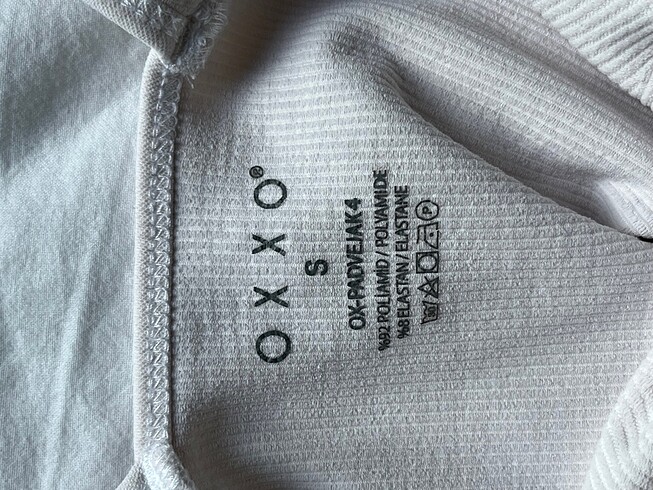 OXXO®
S
OX-PADVEJAK4
%92 POLİAMİD / POLYAMIDE
%8 ELASTAN / ELASTANE
P